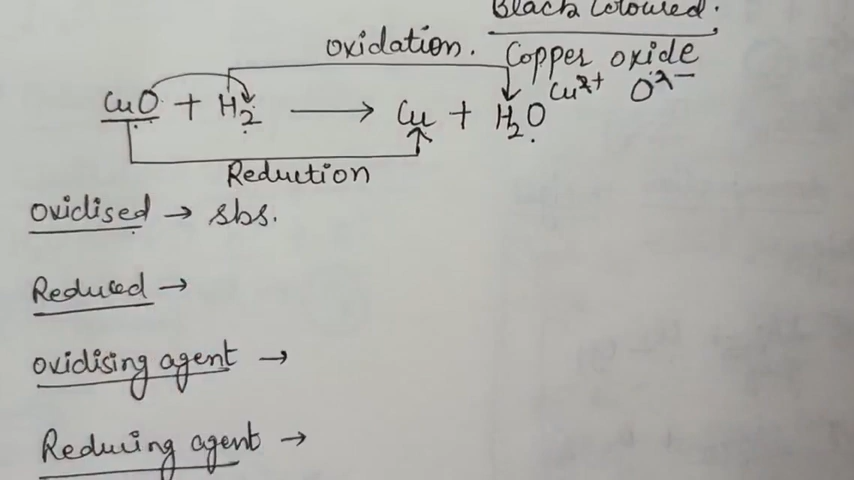 Black Coloured.
oxidation.
Copper oxide
Cu²⁺ O²⁻
CuO + H₂ ⟶ Cu + H₂O
Reduction
Oxidised → sbs.
Reduced →
oxidising agent →
Reducing agent →